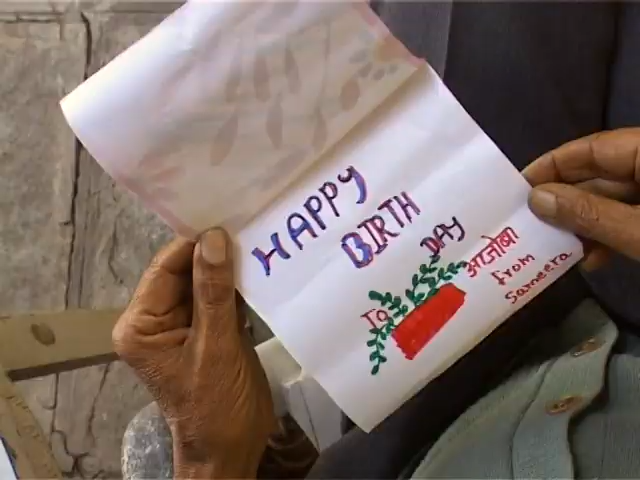 HAPPY
BIRTH
DAY
To अजोबा
from
Sameera